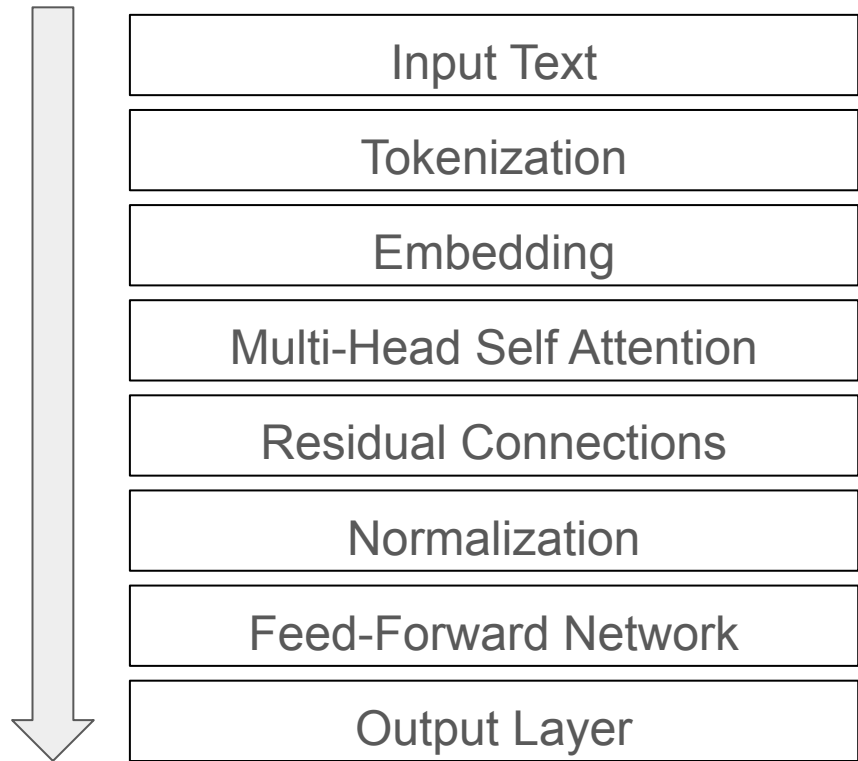 Input Text
Tokenization
Embedding
Multi-Head Self Attention
Residual Connections
Normalization
Feed-Forward Network
Output Layer